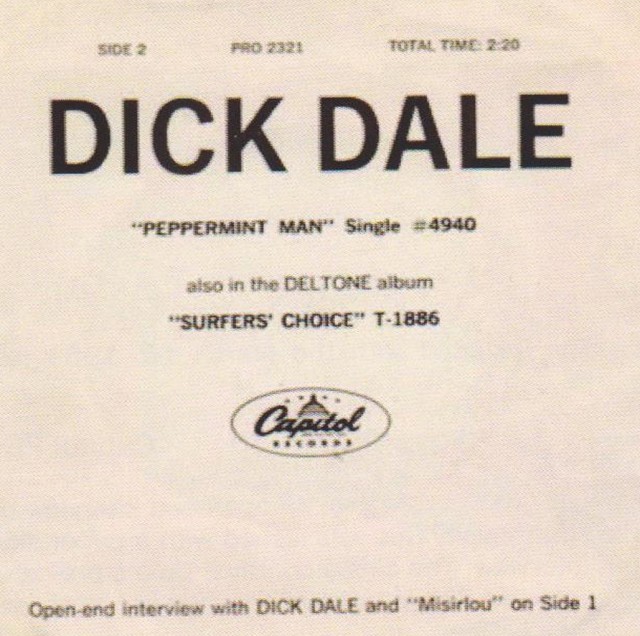 SIDE 2 PRO 2321 TOTAL TIME: 2:20
DICK DALE
"PEPPERMINT MAN" Single #4940
also in the DELTONE album
"SURFERS' CHOICE" T-1886
Capitol
RECORDS
Open-end interview with DICK DALE and "Misirlou" on Side 1